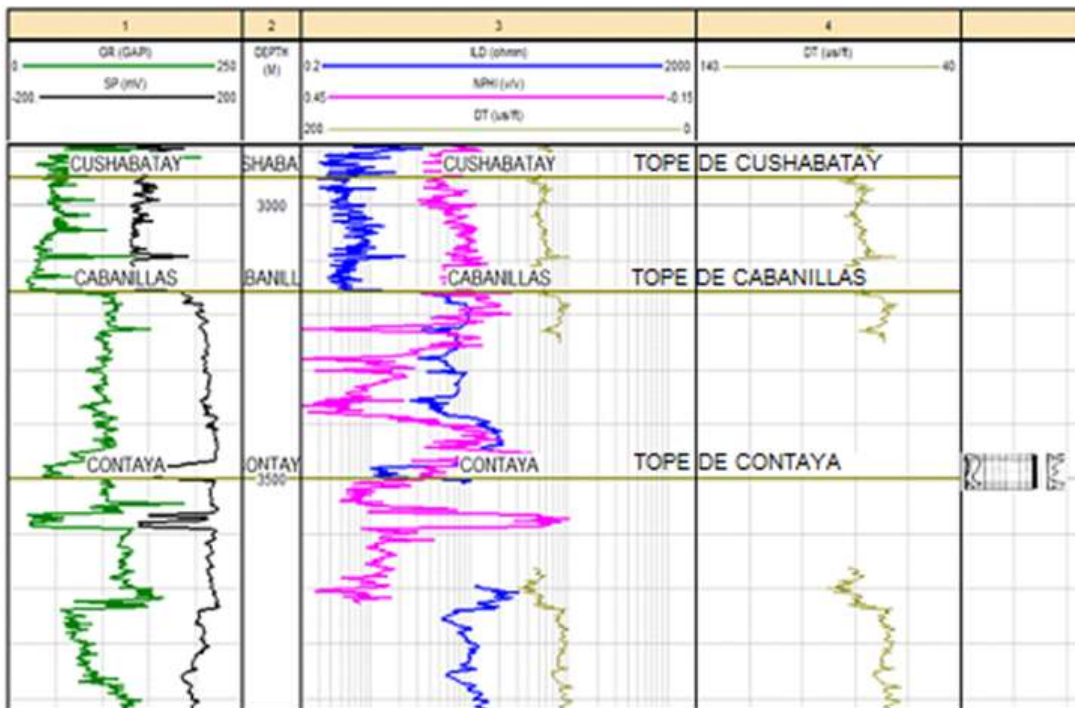 1 2 3 4
GR (GAPI) DEPTH (M) ILD (ohmm) DT (us/ft)
0. 250 0.2 2000 140. 40
SP (mV) NPHI (v/v)
-200. 200 0.45 -0.15
DT (us/ft)
200 0
CUSHABATAY SHABA CUSHABATAY TOPE DE CUSHABATAY
3000
CABANILLAS BANILL CABANILLAS TOPE DE CABANILLAS
CONTAYA ONTAY CONTAYA TOPE DE CONTAYA
3500